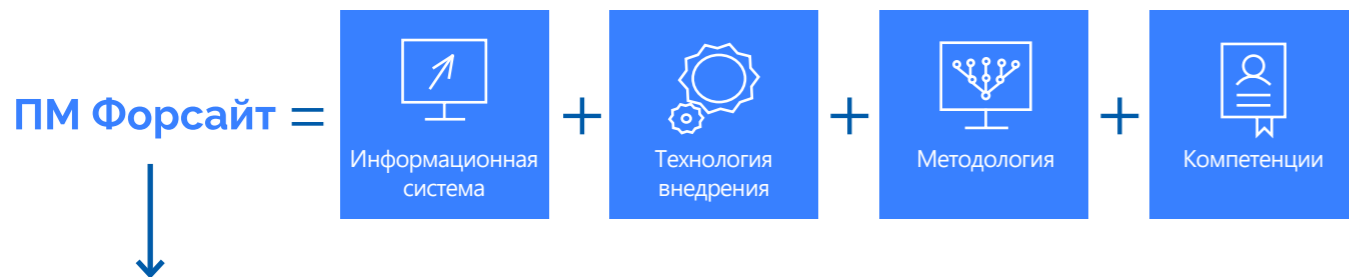 ПМ Форсайт = 
Информационная
система
+
Технология
внедрения
+
Методология
+
Компетенции